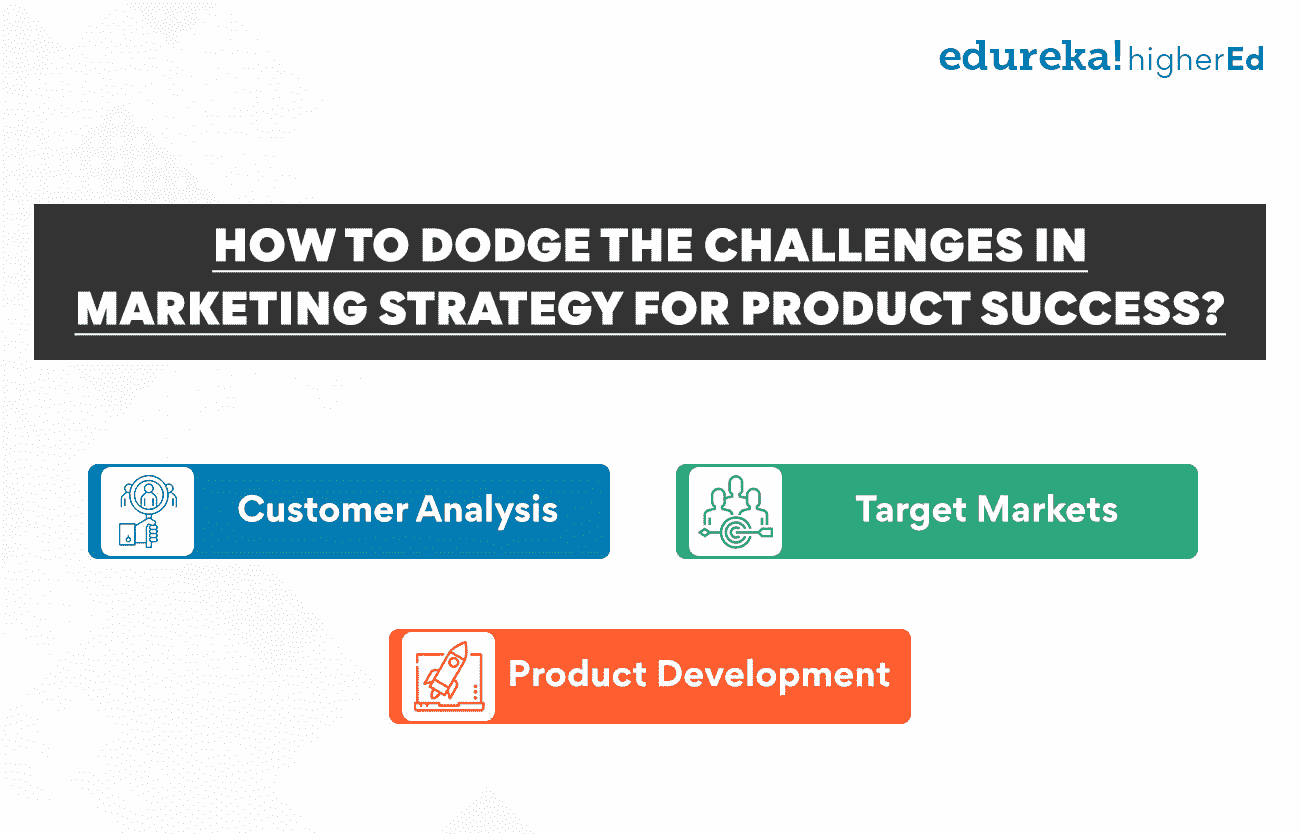 edureka! higherEd
HOW TO DODGE THE CHALLENGES IN
MARKETING STRATEGY FOR PRODUCT SUCCESS?
Customer Analysis
Target Markets
Product Development